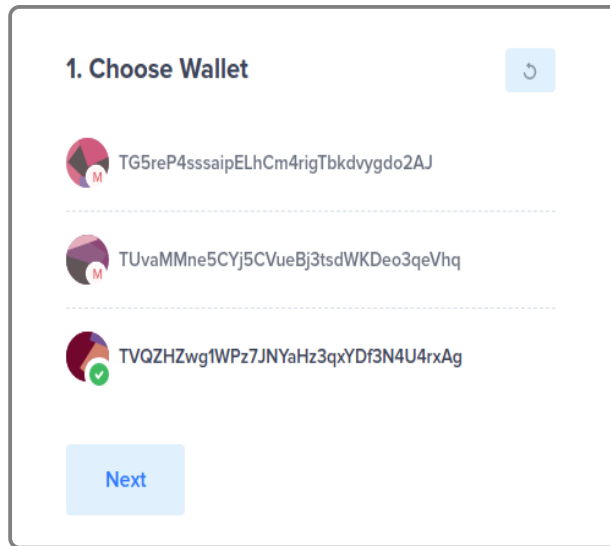 1. Choose Wallet
TG5reP4sssaipELhCm4rigTbkdvygdo2AJ
M
TUvaMMne5CYj5CVueBj3tsdWKDeo3qeVhq
M
TVQZHZwg1WPz7JNYaHz3qxYDf3N4U4rxAg
Next